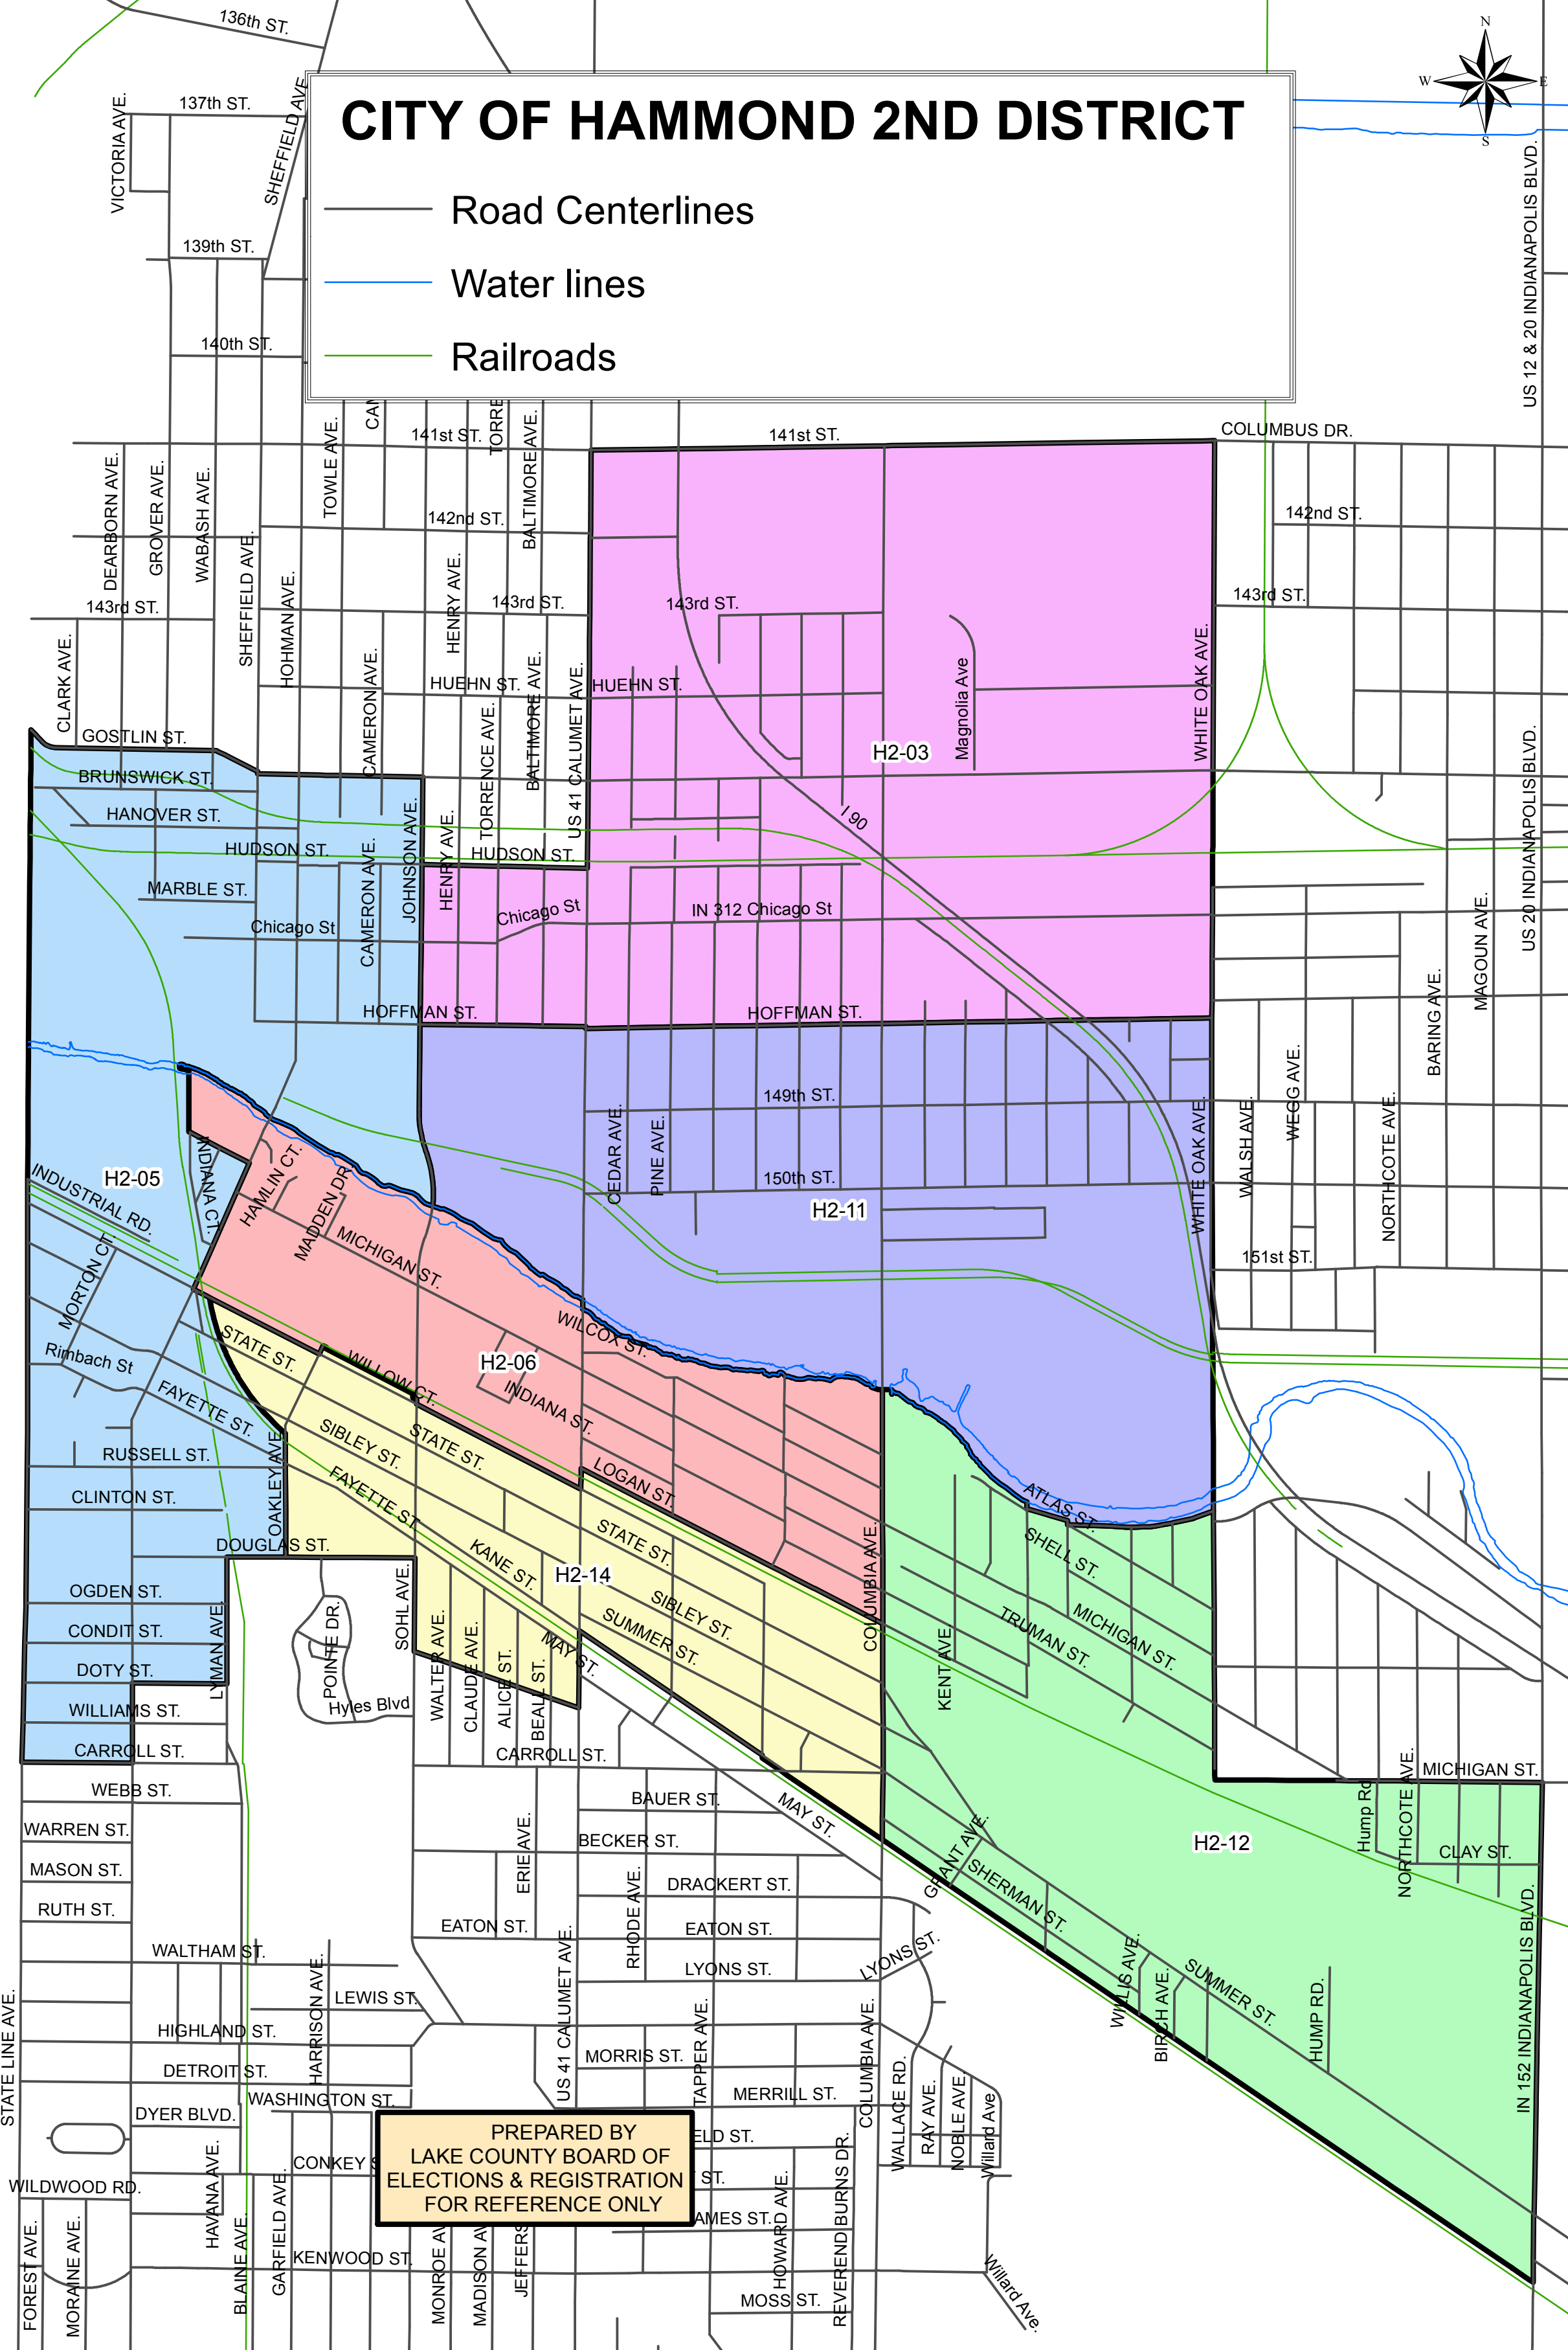 136th ST.
137th ST.
VICTORIA AVE.
SHEFFIELD AVE
139th ST.
140th ST.
CITY OF HAMMOND 2ND DISTRICT
Road Centerlines
Water lines
Railroads
N
W
E
S
US 12 & 20 INDIANAPOLIS BLVD.
141st ST.
141st ST.
COLUMBUS DR.
DEARBORN AVE.
GROVER AVE.
WABASH AVE.
TOWLE AVE.
BALTIMORE AVE.
142nd ST.
142nd ST.
SHEFFIELD AVE.
HOHMAN AVE.
HENRY AVE.
143rd ST.
143rd ST.
143rd ST.
143rd ST.
CLARK AVE.
CAMERON AVE.
HUEHN ST.
HUEHN ST.
BALTIMORE AVE.
US 41 CALUMET AVE.
TORRENCE AVE.
Magnolia Ave
WHITE OAK AVE.
H2-03
GOSTLIN ST.
BRUNSWICK ST.
HANOVER ST.
HUDSON ST.
HUDSON ST.
MARBLE ST.
Chicago St
Chicago St
IN 312 Chicago St
CAMERON AVE.
JOHNSON AVE.
HENRY AVE.
I 90
US 20 INDIANAPOLIS BLVD.
MAGOUN AVE.
BARING AVE.
HOFFMAN ST.
HOFFMAN ST.
149th ST.
150th ST.
151st ST.
CEDAR AVE.
PINE AVE.
WHITE OAK AVE.
WALSH AVE.
WEGG AVE.
NORTHCOTE AVE.
H2-11
H2-05
INDUSTRIAL RD.
INDIANA CT.
HAMLIN CT.
MADDEN DR.
MICHIGAN ST.
MORTON CT.
Rimbach St
FAYETTE ST.
STATE ST.
WILLOW CT.
WILCOX ST.
H2-06
INDIANA ST.
LOGAN ST.
RUSSELL ST.
CLINTON ST.
OAKLEY AVE.
SIBLEY ST.
STATE ST.
FAYETTE ST.
KANE ST.
STATE ST.
H2-14
SIBLEY ST.
SUMMER ST.
MAY ST.
DOUGLAS ST.
OGDEN ST.
CONDIT ST.
DOTY ST.
WILLIAMS ST.
CARROLL ST.
LYMAN AVE.
POINTE DR.
Hyles Blvd
SOHL AVE.
WALTER AVE.
CLAUDE AVE.
ALICE ST.
BEALL ST.
COLUMBIA AVE.
ATLAS ST.
SHELL ST.
MICHIGAN ST.
TRUMAN ST.
KENT AVE.
H2-12
MICHIGAN ST.
Hump Rd
NORTHCOTE AVE.
CLAY ST.
GRANT AVE.
SHERMAN ST.
SUMMER ST.
WILLIS AVE.
BIRCH AVE.
HUMP RD.
IN 152 INDIANAPOLIS BLVD.
WEBB ST.
WARREN ST.
MASON ST.
RUTH ST.
CARROLL ST.
BAUER ST.
BECKER ST.
MAY ST.
DRACKERT ST.
ERIE AVE.
RHODE AVE.
EATON ST.
EATON ST.
LYONS ST.
LYONS ST.
WALTHAM ST.
LEWIS ST.
HIGHLAND ST.
HARRISON AVE.
DETROIT ST.
WASHINGTON ST.
US 41 CALUMET AVE.
MORRIS ST.
TAPPER AVE.
MERRILL ST.
COLUMBIA AVE.
WALLACE RD.
RAY AVE.
NOBLE AVE.
Willard Ave
STATE LINE AVE.
DYER BLVD.
PREPARED BY
LAKE COUNTY BOARD OF
ELECTIONS & REGISTRATION
FOR REFERENCE ONLY
ELD ST.
ST.
AMES ST.
CONKEY S
WILDWOOD RD.
HAVANA AVE.
BLAINE AVE.
GARFIELD AVE.
KENWOOD ST.
FOREST AVE.
MORAINE AVE.
MONROE AV
MADISON AV
JEFFERS
HOWARD AVE.
REVEREND BURNS DR.
MOSS ST.
Willard Ave.